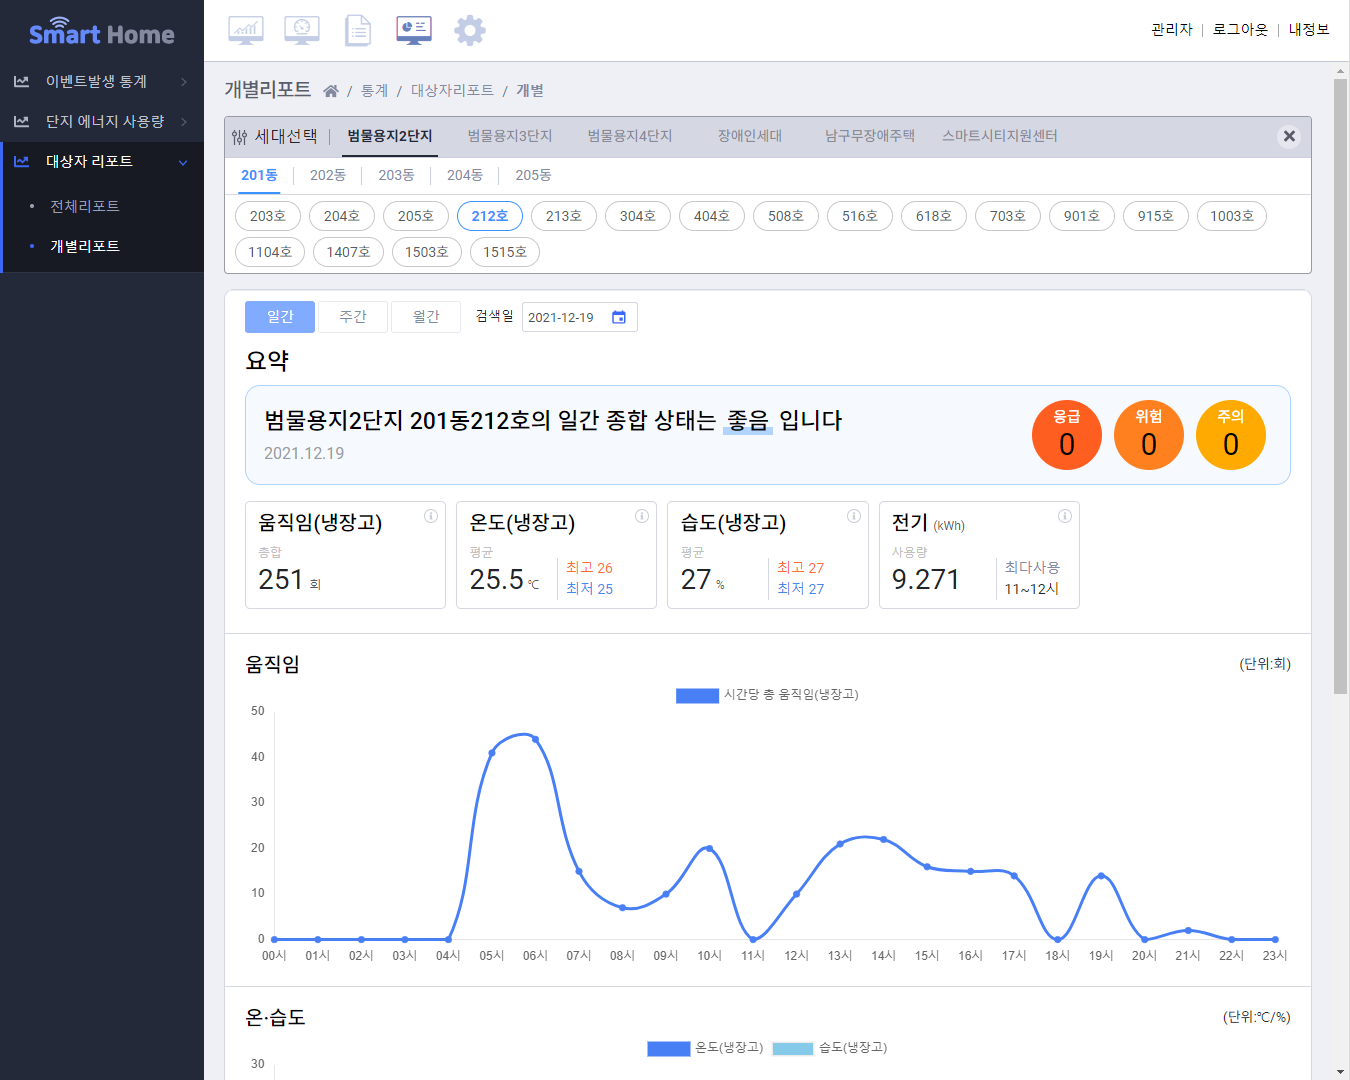 Smart Home
관리자 | 로그아웃 | 내정보
이벤트발생 통계
단지 에너지 사용량
대상자 리포트
전체리포트
개별리포트
개별리포트 / 통계 / 대상자리포트 / 개별
세대선택 | 범물용지2단지 범물용지3단지 범물용지4단지 장애인세대 남구무장애주택 스마트시티지원센터
201동 202동 203동 204동 205동
203호 204호 205호 212호 213호 304호 404호 508호 516호 618호 703호 901호 915호 1003호
1104호 1407호 1503호 1515호
일간 주간 월간 검색일 2021-12-19
요약
범물용지2단지 201동212호의 일간 종합 상태는 좋음 입니다
2021.12.19
응급 위험 주의
0 0 0
움직임(냉장고) 온도(냉장고) 습도(냉장고) 전기 (kWh)
총합 평균 평균 사용량
251 회 25.5 ℃ 27 % 9.271
최고 26 최고 27 최다사용
최저 25 최저 27 11~12시
움직임 (단위:회)
시간당 총 움직임(냉장고)
50
40
30
20
10
0
00시 01시 02시 03시 04시 05시 06시 07시 08시 09시 10시 11시 12시 13시 14시 15시 16시 17시 18시 19시 20시 21시 22시 23시
온·습도 (단위:℃/%)
온도(냉장고) 습도(냉장고)
30